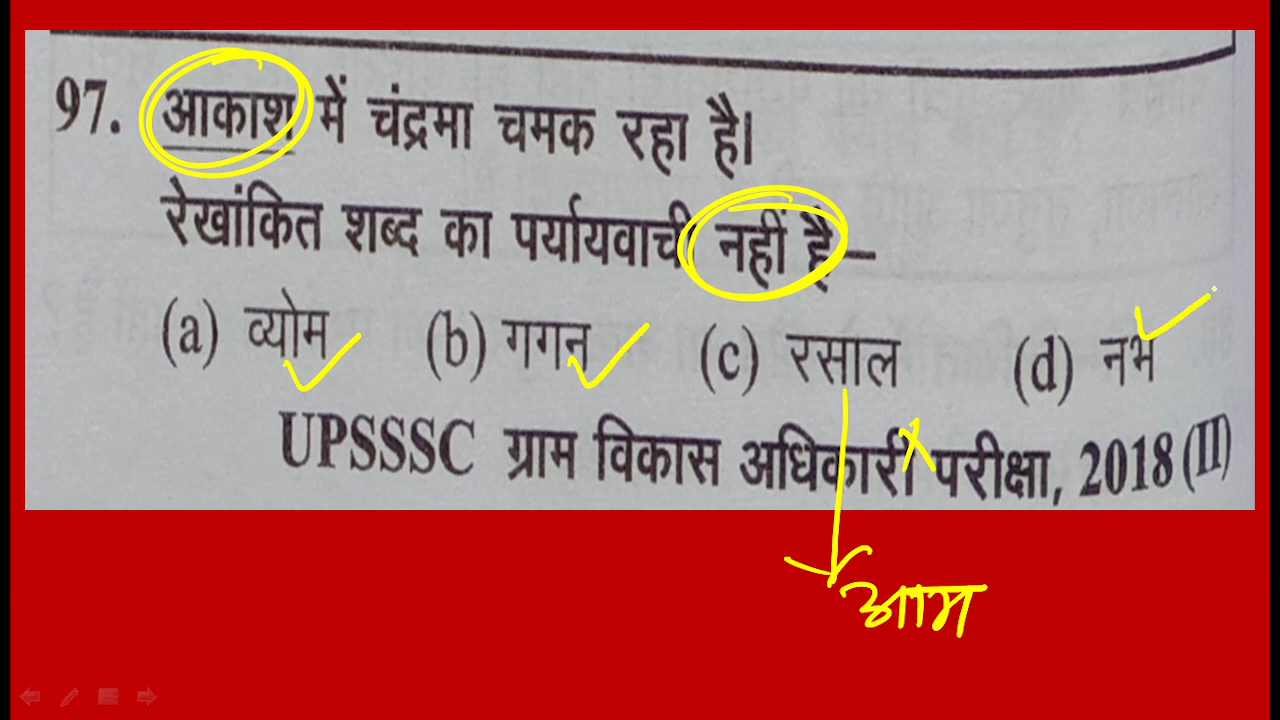 97. आकाश में चंद्रमा चमक रहा है।
रेखांकित शब्द का पर्यायवाची नहीं है–
(a) व्योम (b) गगन (c) रसाल (d) नभ
UPSSSC ग्राम विकास अधिकारी परीक्षा, 2018 (II)
आम